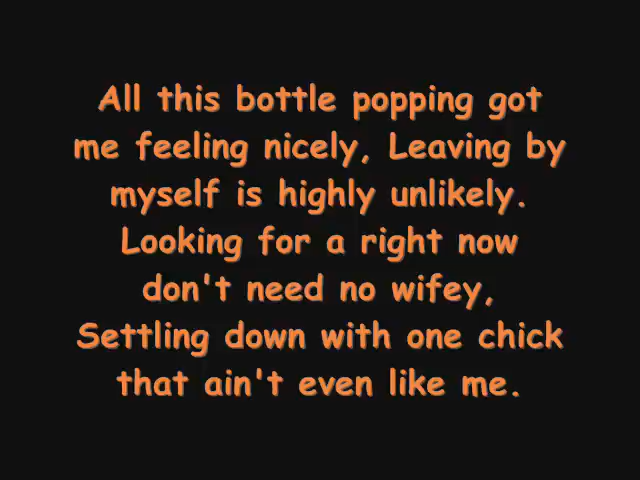 All this bottle popping got
me feeling nicely, Leaving by
myself is highly unlikely.
Looking for a right now
don't need no wifey,
Settling down with one chick
that ain't even like me.